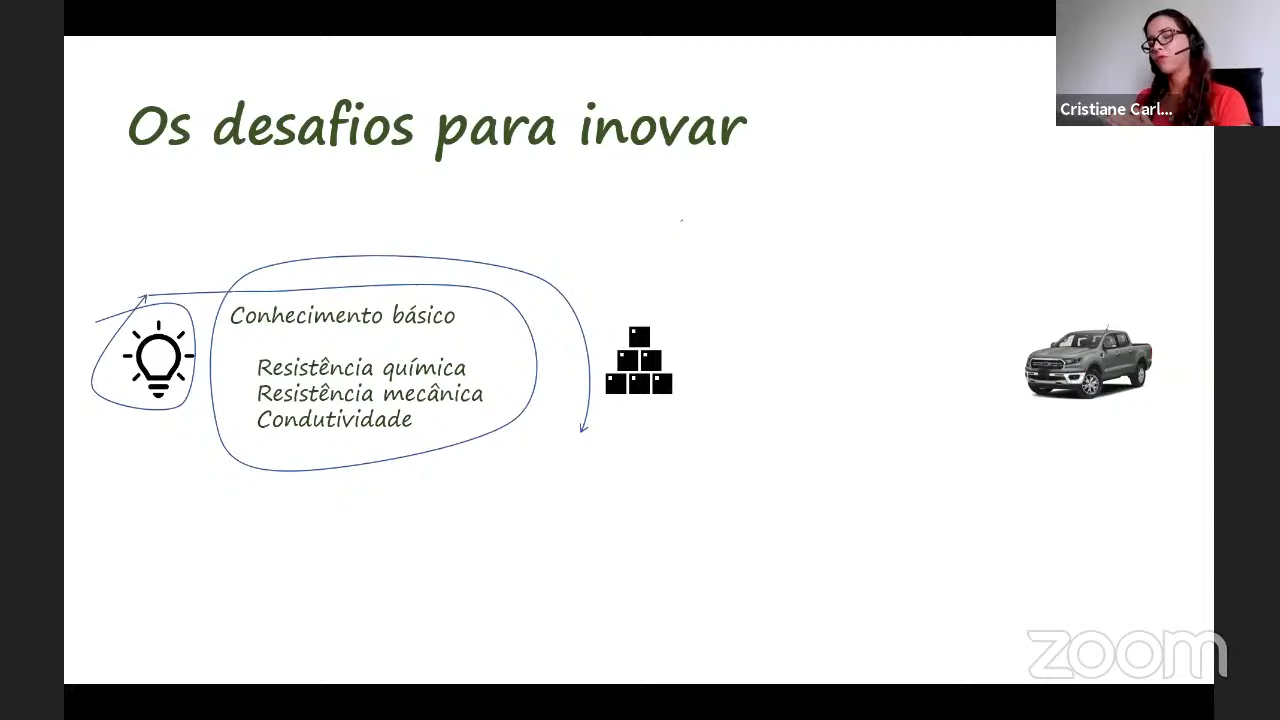 Os desafios para inovar
Cristiane Carl...
Conhecimento básico
Resistência química
Resistência mecânica
Condutividade
zoom